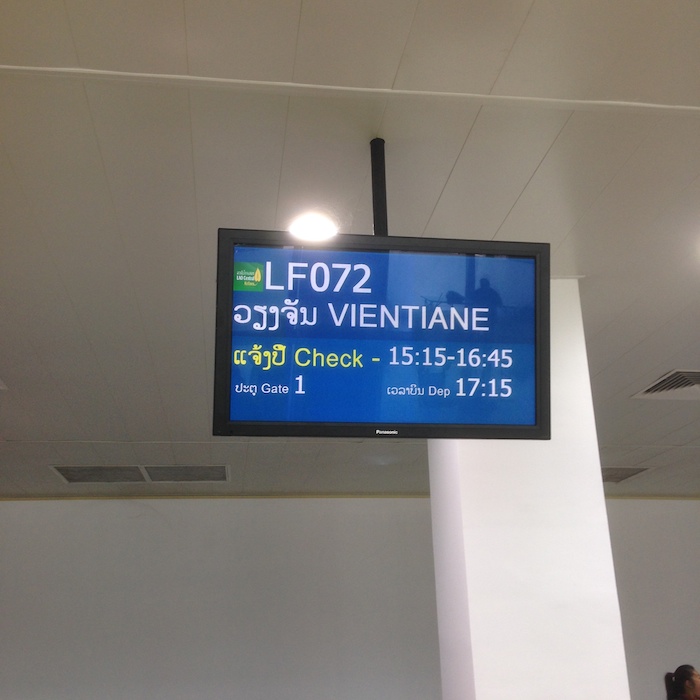 LF072
ວຽງຈັນ VIENTIANE
ແຈ້ງປີ້ Check - 15:15-16:45
ປະຕູ Gate 1 ເວລາບິນ Dep 17:15
Panasonic